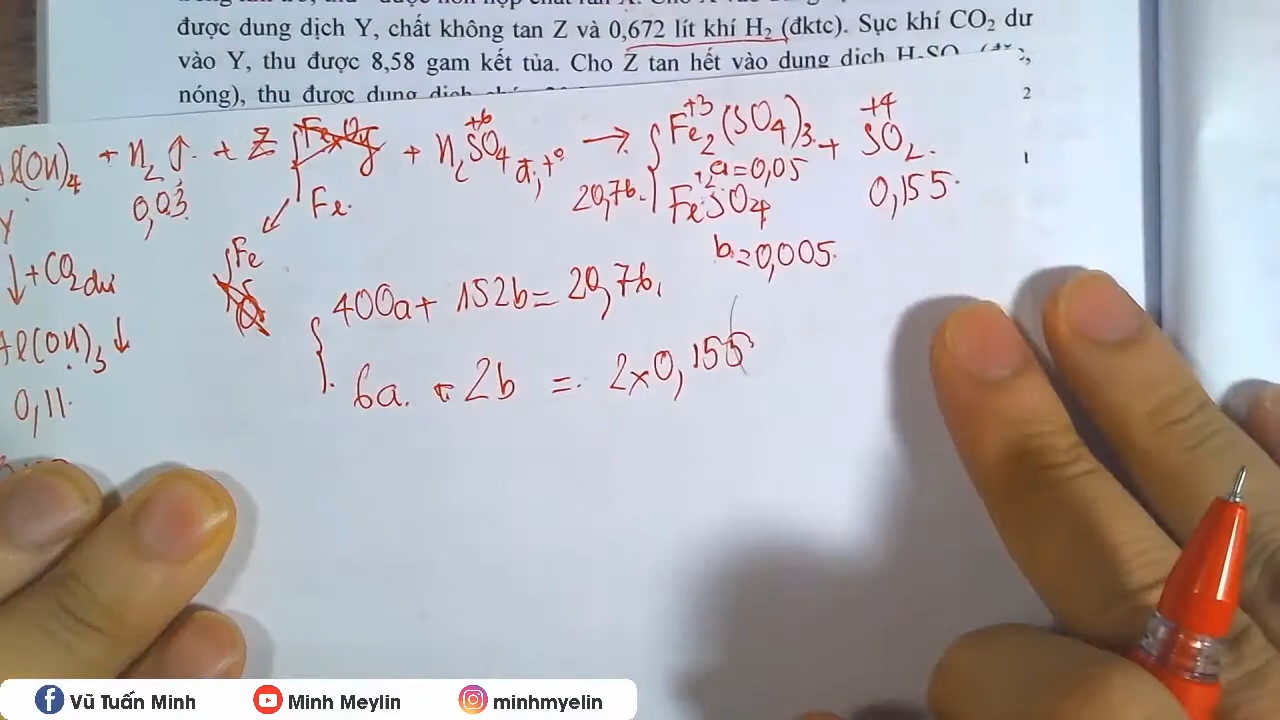 được dung dịch Y, chất không tan Z và 0,672 lít khí H2 (đktc). Sục khí CO2 dư
vào Y, thu được 8,58 gam kết tủa. Cho Z tan hết vào dung dịch H2SO4
nóng), thu được dung dịch
2
1
l(OH)4 + H2 ↑ + Z { FexOy + H2SO4 đ, t° → { Fe2(SO4)3 + SO2
+6
+3
+4
0,03
Fe
20,76
a = 0,05
+2
FeSO4
0,155
Y
↓ + CO2 dư
Fe
O
b = 0,005
Al(OH)3 ↓
0,11
{ 400a + 152b = 20,76
6a + 2b = 2x0,155
Vũ Tuấn Minh
Minh Meylin
minhmyelin